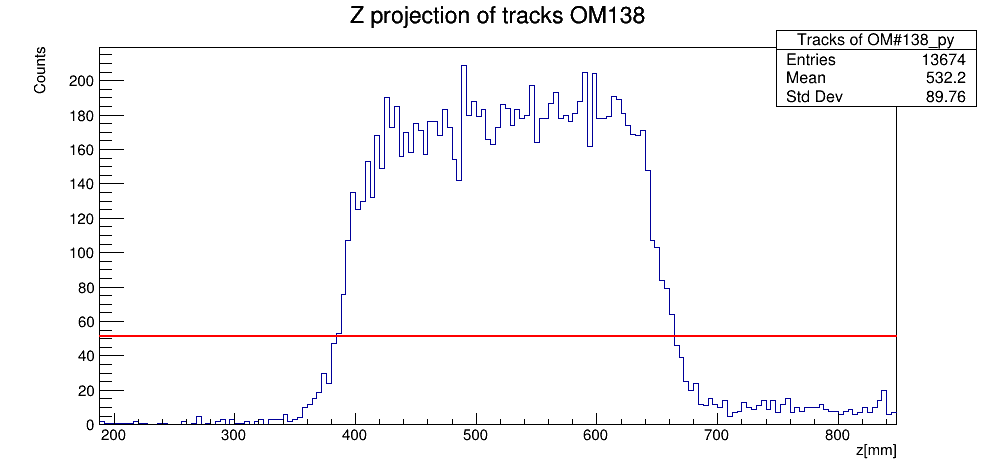 Z projection of tracks OM138
Tracks of OM#138_py
Entries 13674
Mean 532.2
Std Dev 89.76
Counts
200
180
160
140
120
100
80
60
40
20
0
200 300 400 500 600 700 800
z[mm]